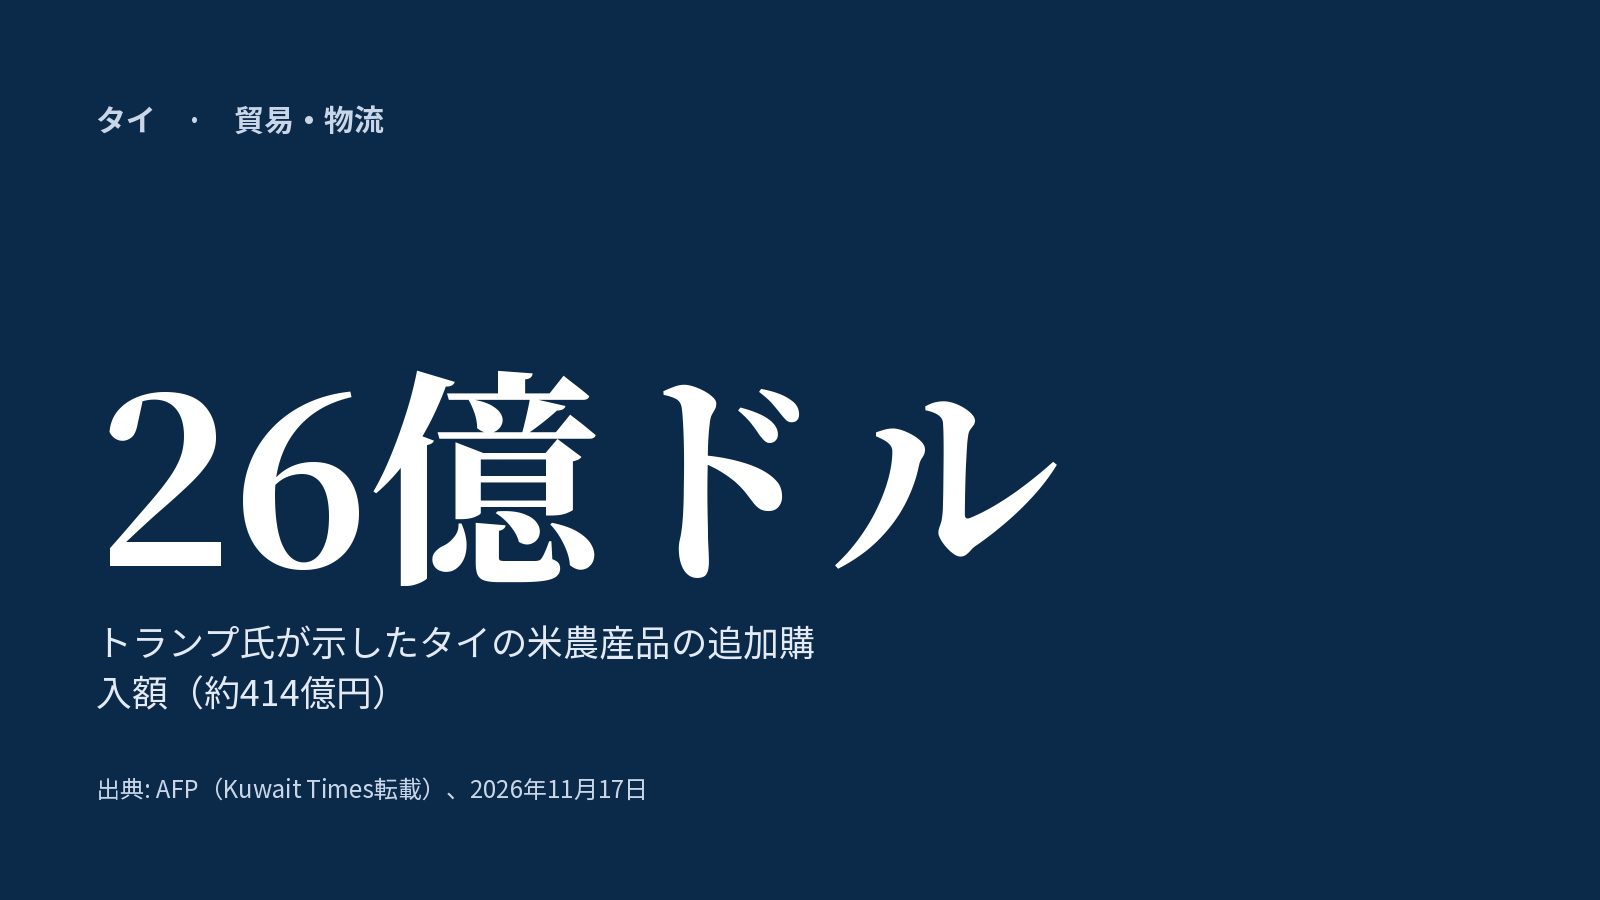 タイ · 貿易・物流
26億ドル
トランプ氏が示したタイの米農産品の追加購
入額（約414億円）
出典: AFP（Kuwait Times転載）、2026年11月17日